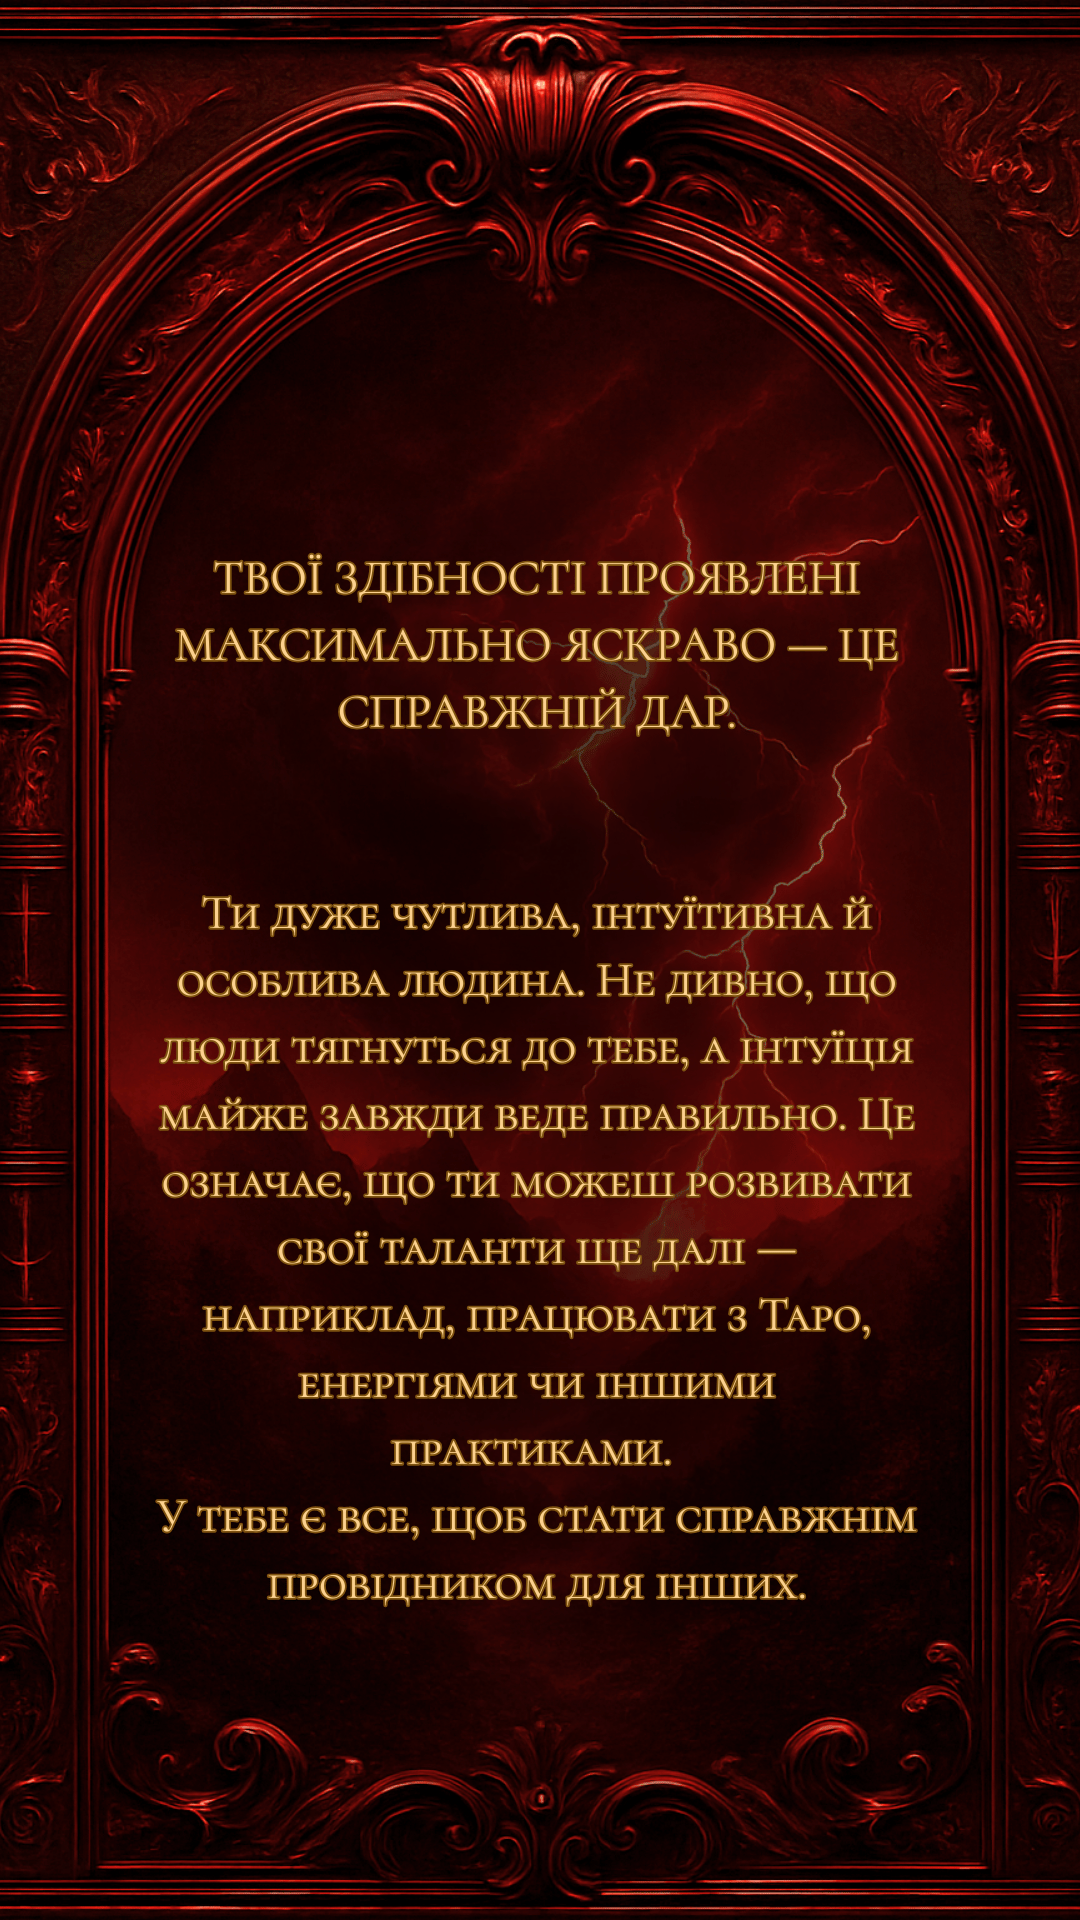 ТВОЇ ЗДІБНОСТІ ПРОЯВЛЕНІ
МАКСИМАЛЬНО ЯСКРАВО — ЦЕ
СПРАВЖНІЙ ДАР.
Ти дуже чутлива, інтуїтивна й
особлива людина. Не дивно, що
люди тягнуться до тебе, а інтуїція
майже завжди веде правильно. Це
означає, що ти можеш розвивати
свої таланти ще далі —
наприклад, працювати з Таро,
енергіями чи іншими
практиками.
У тебе є все, щоб стати справжнім
провідником для інших.